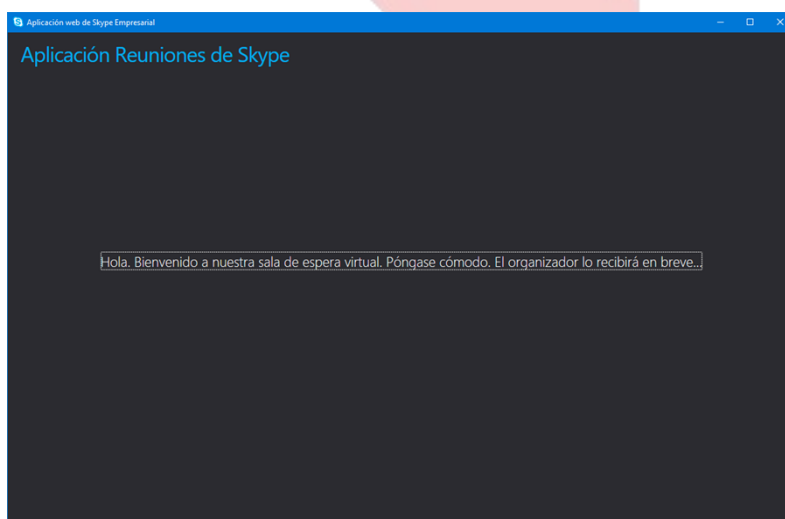 Aplicación web de Skype Empresarial
Aplicación Reuniones de Skype
Hola. Bienvenido a nuestra sala de espera virtual. Póngase cómodo. El organizador lo recibirá en breve...